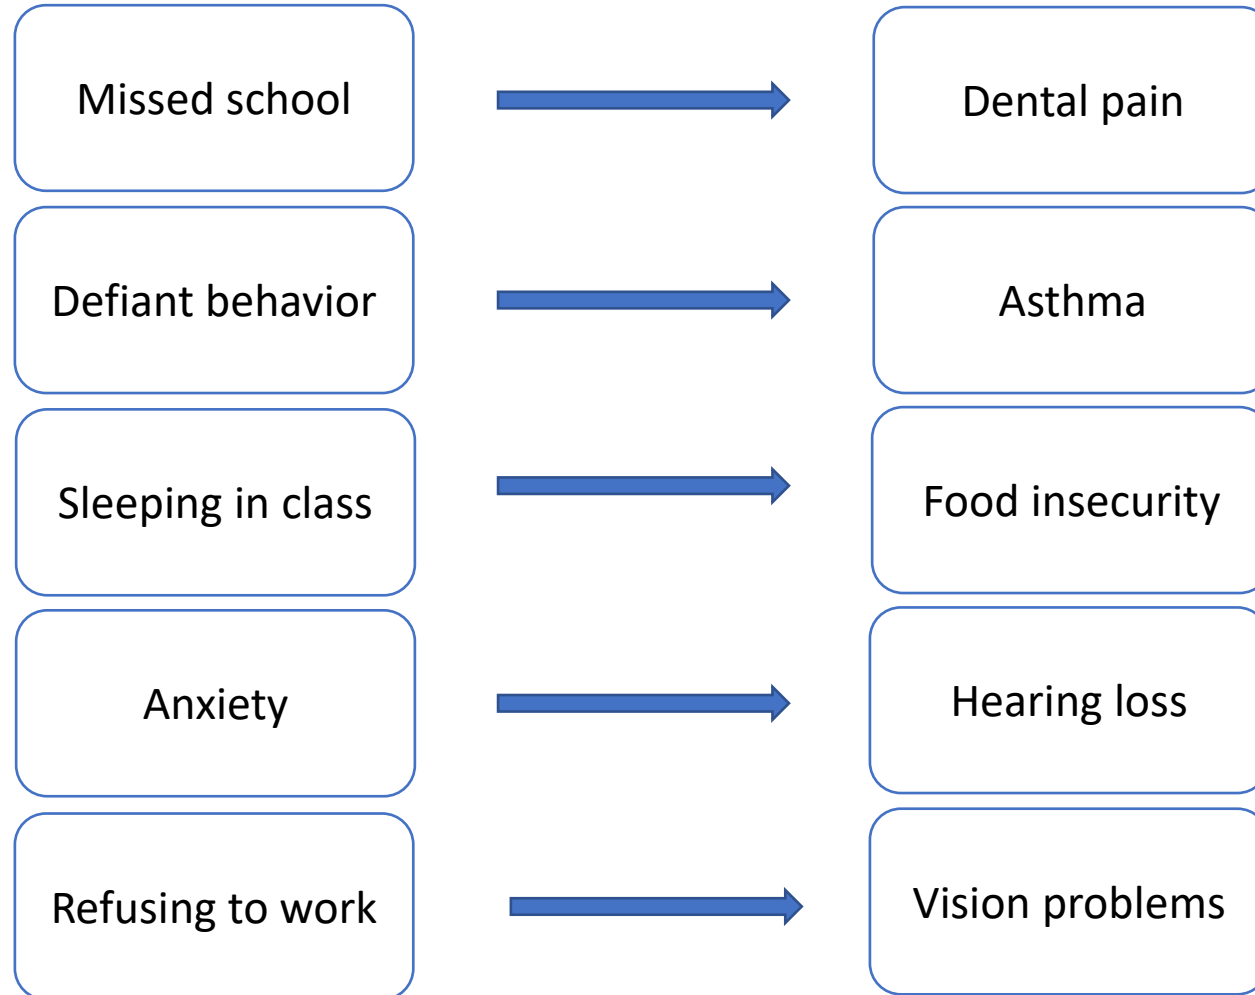 Missed school
Dental pain
Defiant behavior
Asthma
Sleeping in class
Food insecurity
Anxiety
Hearing loss
Refusing to work
Vision problems